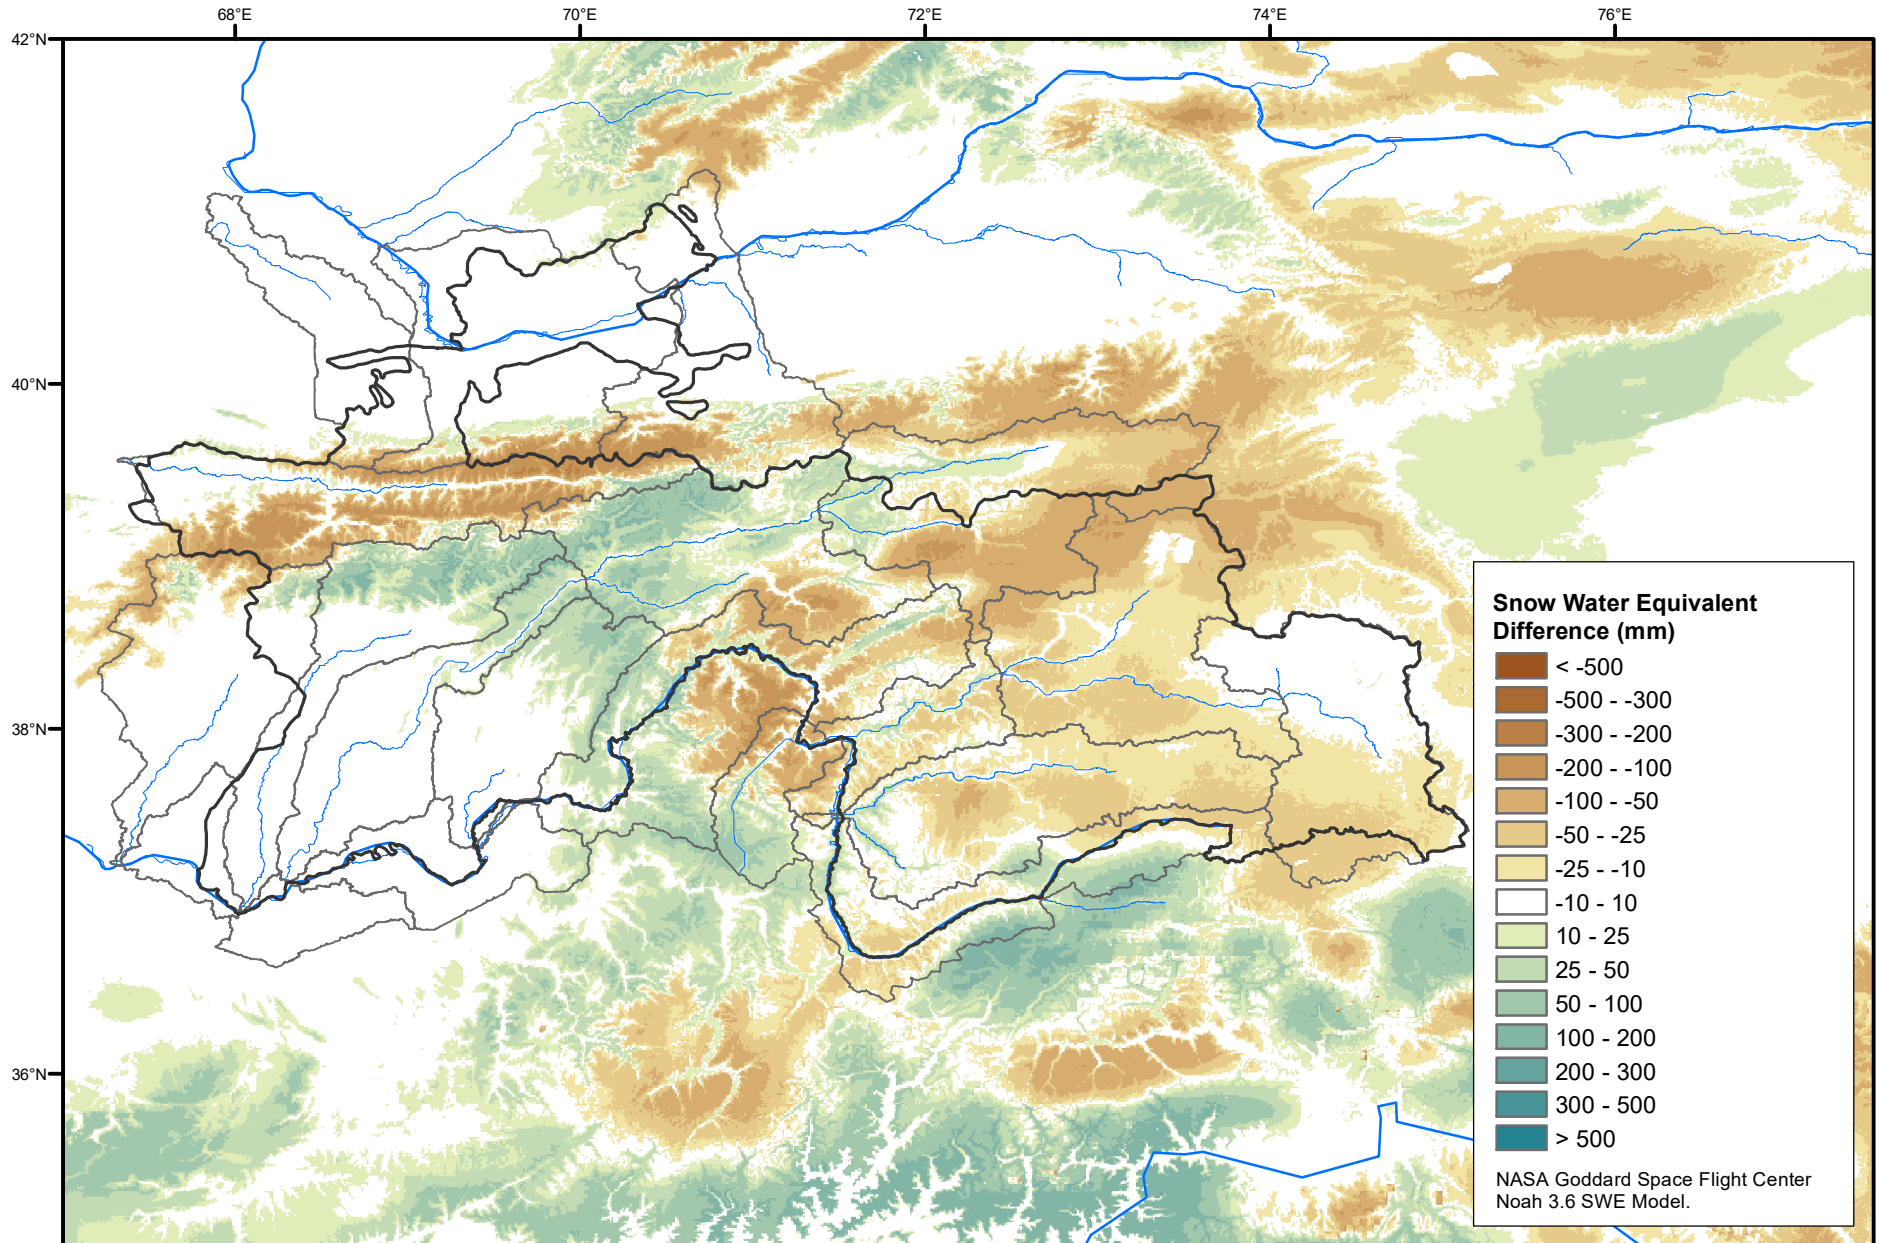 68°E
70°E
72°E
74°E
76°E
42°N
40°N
38°N
36°N
Snow Water Equivalent
Difference (mm)
< -500
-500 - -300
-300 - -200
-200 - -100
-100 - -50
-50 - -25
-25 - -10
-10 - 10
10 - 25
25 - 50
50 - 100
100 - 200
200 - 300
300 - 500
> 500
NASA Goddard Space Flight Center
Noah 3.6 SWE Model.